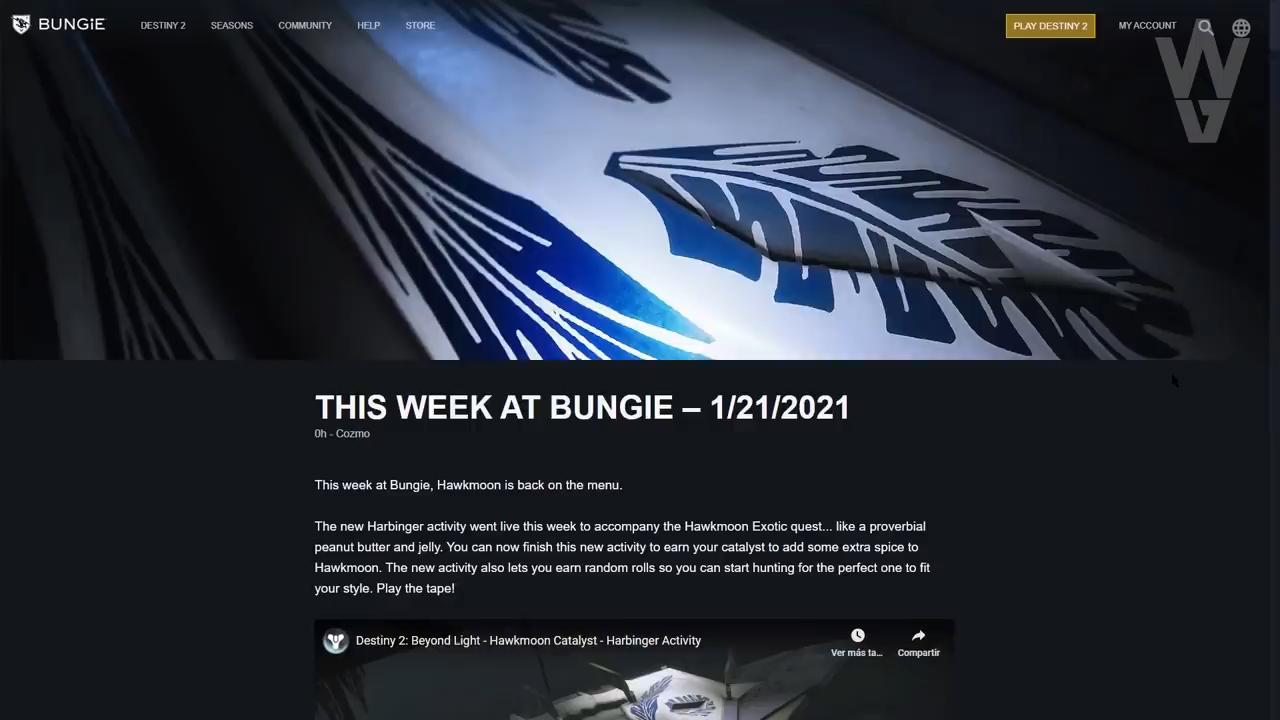 BUNGiE
DESTINY 2 SEASONS COMMUNITY HELP STORE
PLAY DESTINY 2 MY ACCOUNT
WG
THIS WEEK AT BUNGIE – 1/21/2021
0h - Cozmo
This week at Bungie, Hawkmoon is back on the menu.
The new Harbinger activity went live this week to accompany the Hawkmoon Exotic quest... like a proverbial
peanut butter and jelly. You can now finish this new activity to earn your catalyst to add some extra spice to
Hawkmoon. The new activity also lets you earn random rolls so you can start hunting for the perfect one to fit
your style. Play the tape!
Destiny 2: Beyond Light - Hawkmoon Catalyst - Harbinger Activity
Ver más ta... Compartir